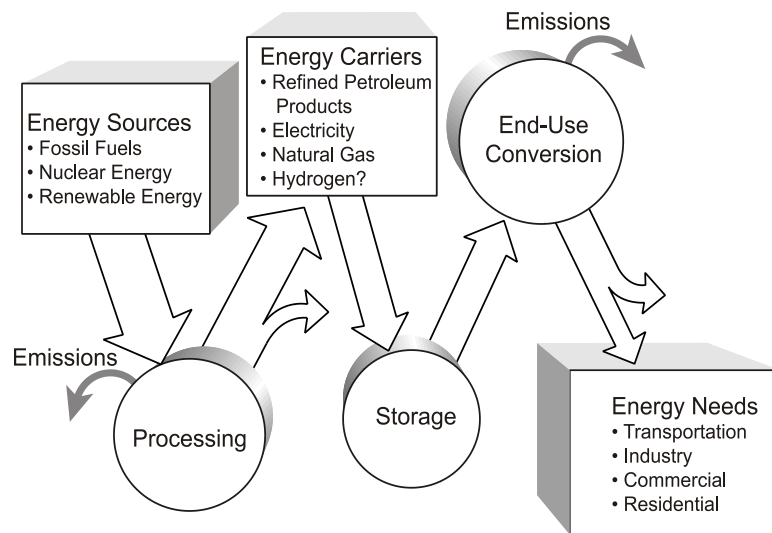 Energy Sources
• Fossil Fuels
• Nuclear Energy
• Renewable Energy
Emissions
Processing
Energy Carriers
• Refined Petroleum
Products
• Electricity
• Natural Gas
• Hydrogen?
Storage
Emissions
End-Use
Conversion
Energy Needs
• Transportation
• Industry
• Commercial
• Residential